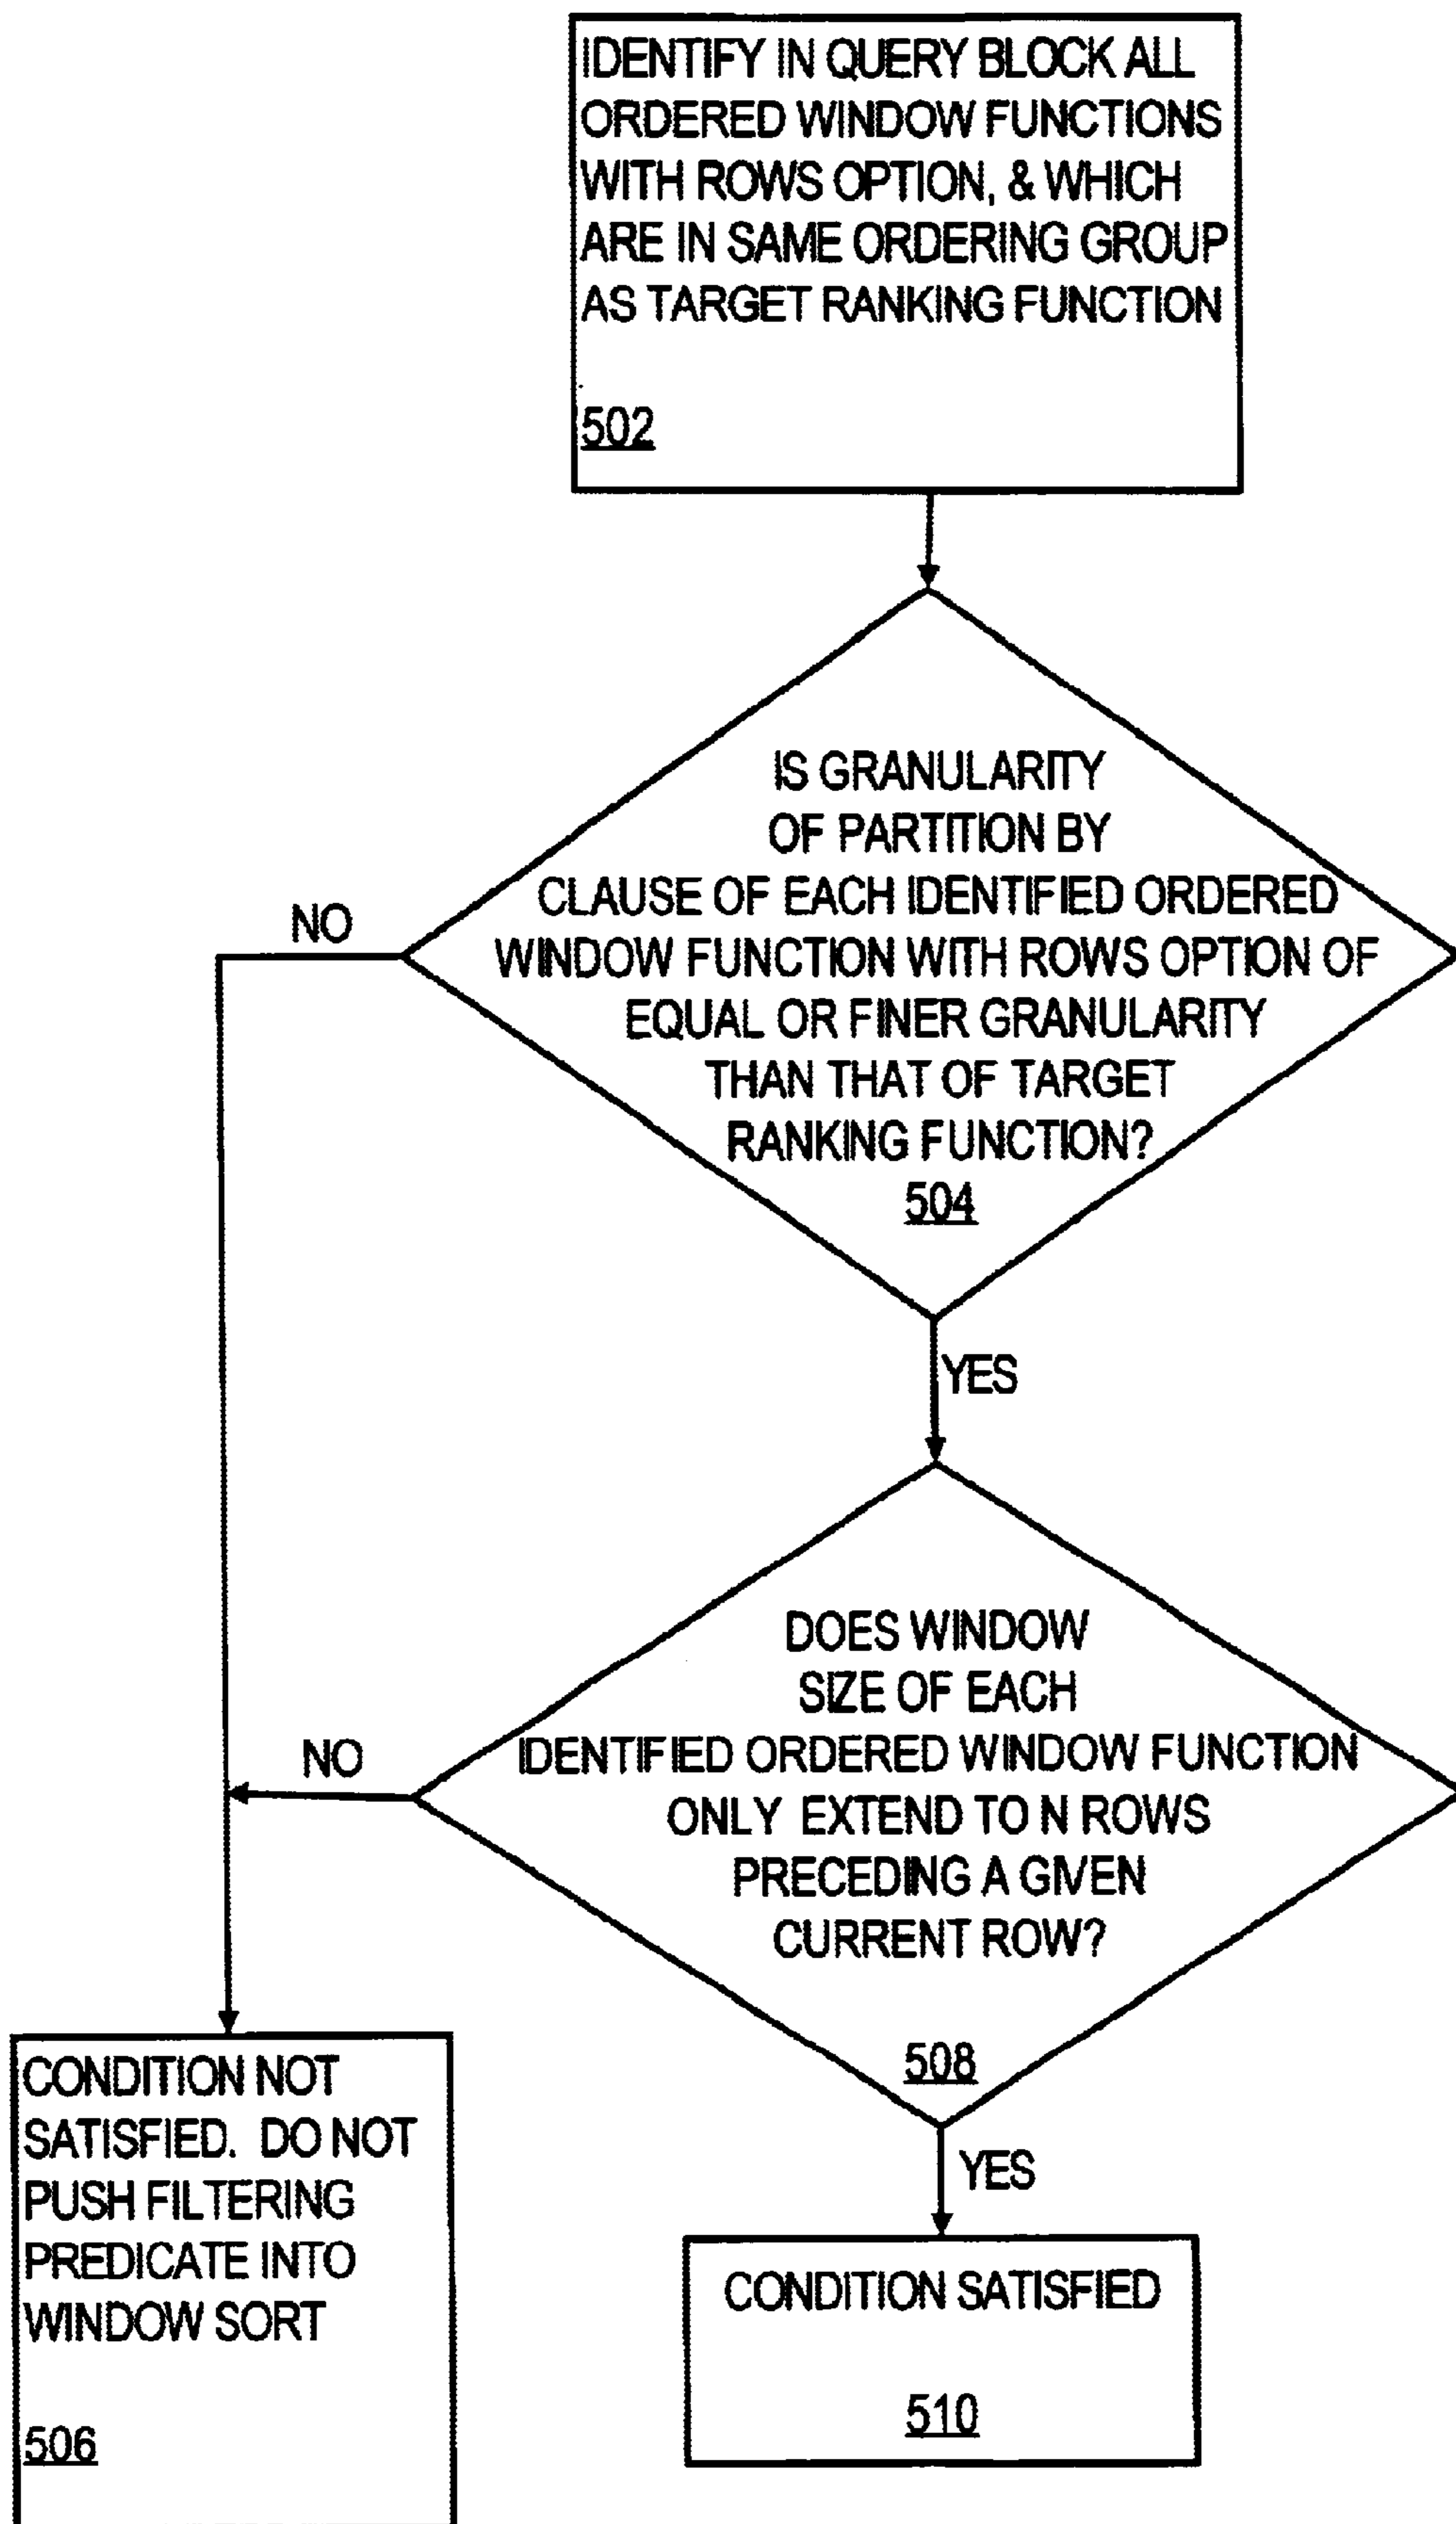 IDENTIFY IN QUERY BLOCK ALL
ORDERED WINDOW FUNCTIONS
WITH ROWS OPTION, & WHICH
ARE IN SAME ORDERING GROUP
AS TARGET RANKING FUNCTION
502
IS GRANULARITY
OF PARTITION BY
CLAUSE OF EACH IDENTIFIED ORDERED
WINDOW FUNCTION WITH ROWS OPTION OF
EQUAL OR FINER GRANULARITY
THAN THAT OF TARGET
RANKING FUNCTION?
504
NO
YES
DOES WINDOW
SIZE OF EACH
IDENTIFIED ORDERED WINDOW FUNCTION
ONLY EXTEND TO N ROWS
PRECEDING A GIVEN
CURRENT ROW?
508
NO
YES
CONDITION NOT
SATISFIED. DO NOT
PUSH FILTERING
PREDICATE INTO
WINDOW SORT
506
CONDITION SATISFIED
510